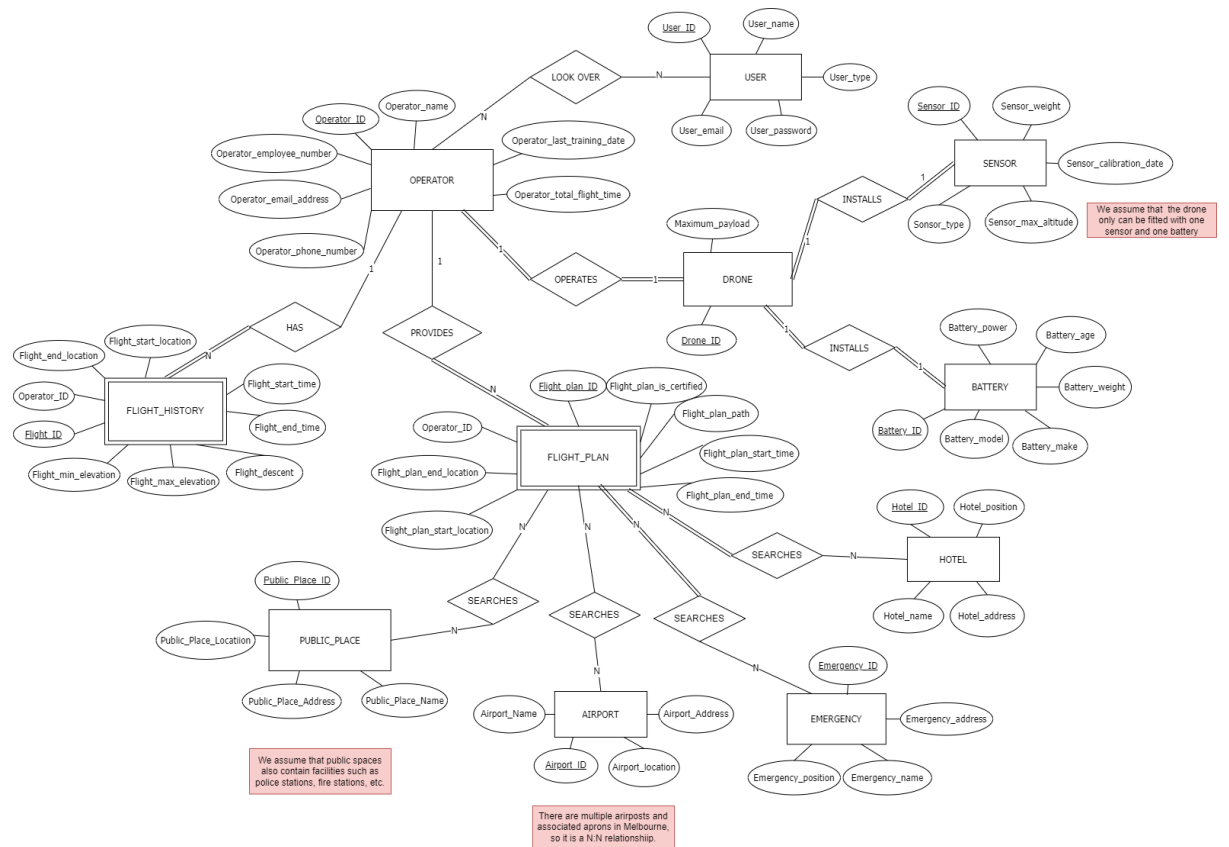 User_ID
User_name
LOOK OVER
N
USER
User_type
N
User_email
User_password
Operator_ID
Operator_name
Operator_employee_number
Operator_last_training_date
OPERATOR
Operator_email_address
Operator_total_flight_time
Operator_phone_number
Sensor_ID
Sensor_weight
SENSOR
Sensor_calibration_date
1
INSTALLS
Sonsor_type
Sensor_max_altitude
1
We assume that the drone
only can be fitted with one
sensor and one battery
Maximum_payload
1
OPERATES
1
DRONE
Drone_ID
1
INSTALLS
1
Battery_power
Battery_age
BATTERY
Battery_weight
Battery_ID
Battery_model
Battery_make
1
HAS
N
1
PROVIDES
N
Flight_start_location
Flight_end_location
Flight_start_time
Operator_ID
FLIGHT_HISTORY
Flight_end_time
Flight_ID
Flight_min_elevation
Flight_max_elevation
Flight_descent
Flight_plan_ID
Flight_plan_is_certified
Flight_plan_path
Operator_ID
FLIGHT_PLAN
Flight_plan_start_time
Flight_plan_end_location
Flight_plan_end_time
Flight_plan_start_location
N
N
N
N
SEARCHES
N
Hotel_ID
Hotel_position
HOTEL
Hotel_name
Hotel_address
SEARCHES
SEARCHES
SEARCHES
N
N
N
Public_Place_ID
Public_Place_Locatiion
PUBLIC_PLACE
Public_Place_Address
Public_Place_Name
Airport_Name
AIRPORT
Airport_Address
Airport_ID
Airport_location
Emergency_ID
EMERGENCY
Emergency_address
Emergency_position
Emergency_name
We assume that public spaces
also contain facilities such as
police stations, fire stations, etc.
There are multiple arirposts and
associated aprons in Melbourne,
so it is a N:N relationshiip.